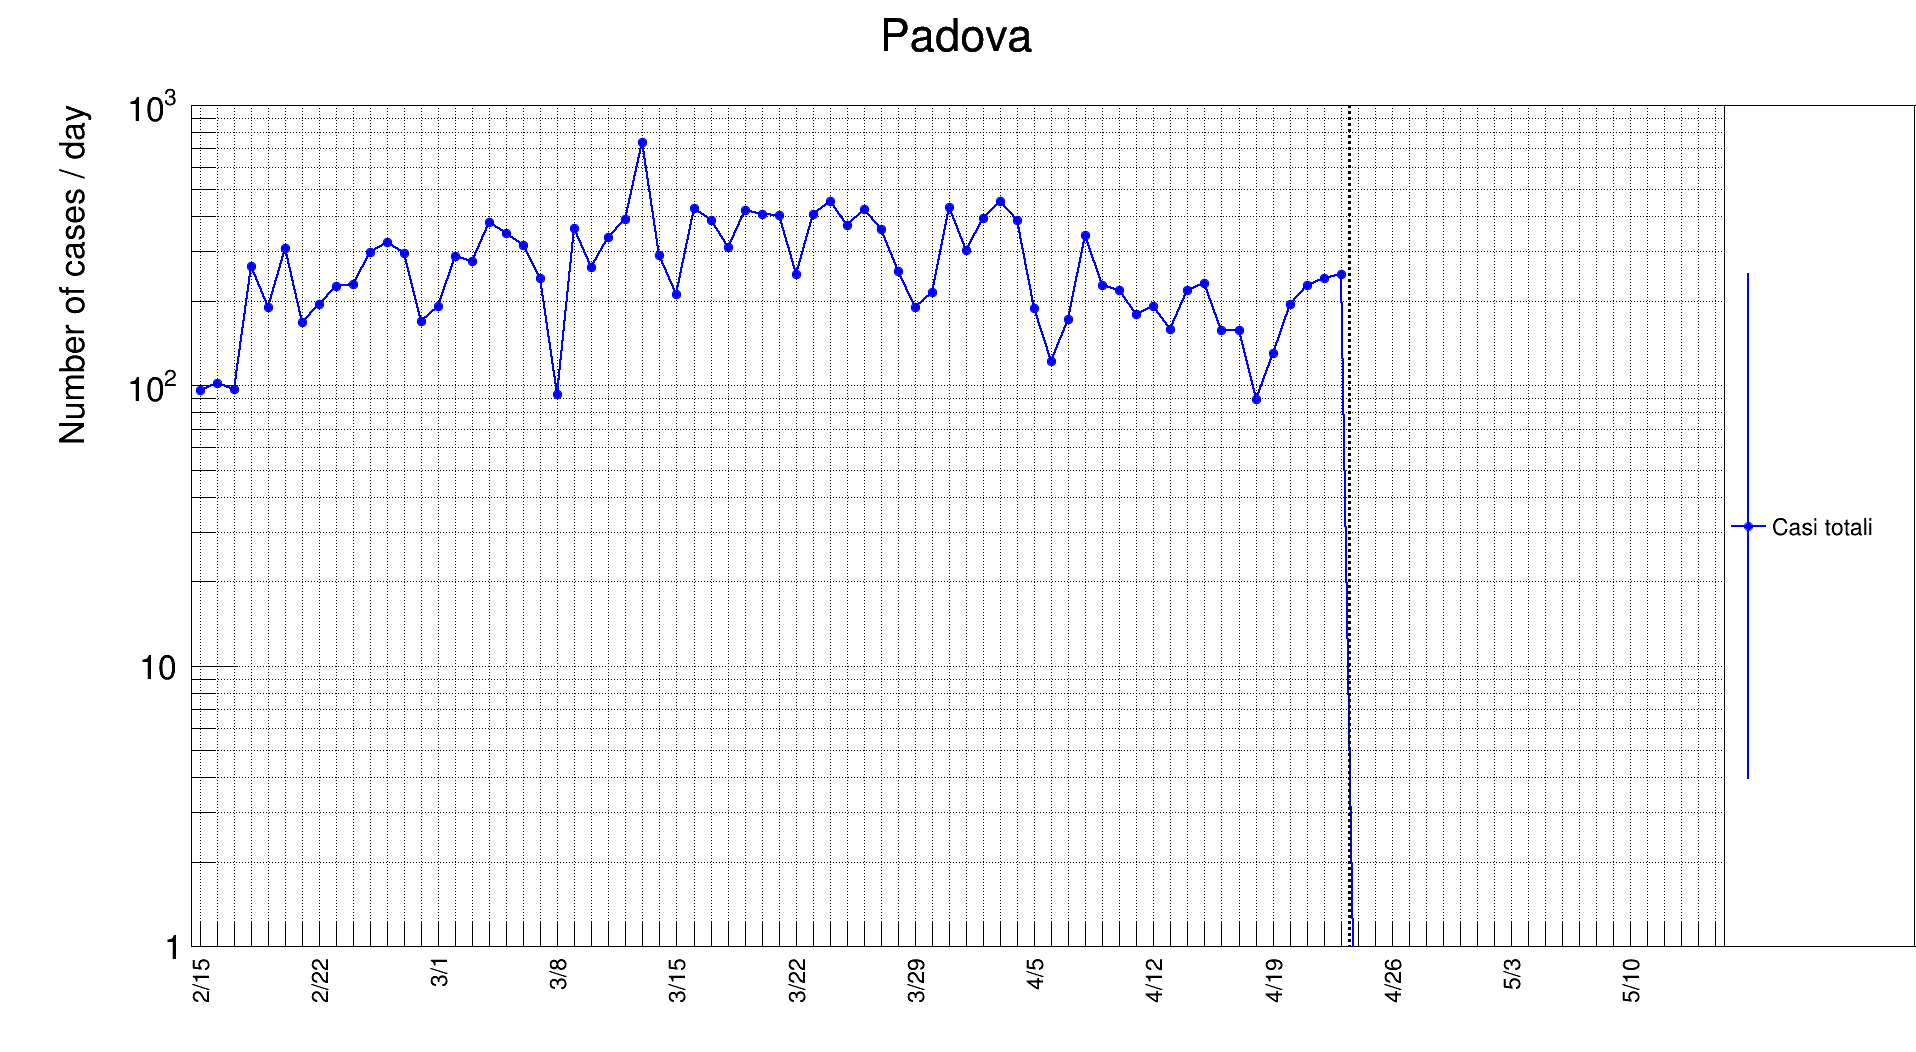 Padova
Number of cases / day
10³
10²
10
1
2/15 2/22 3/1 3/8 3/15 3/22 3/29 4/5 4/12 4/19 4/26 5/3 5/10
Casi totali